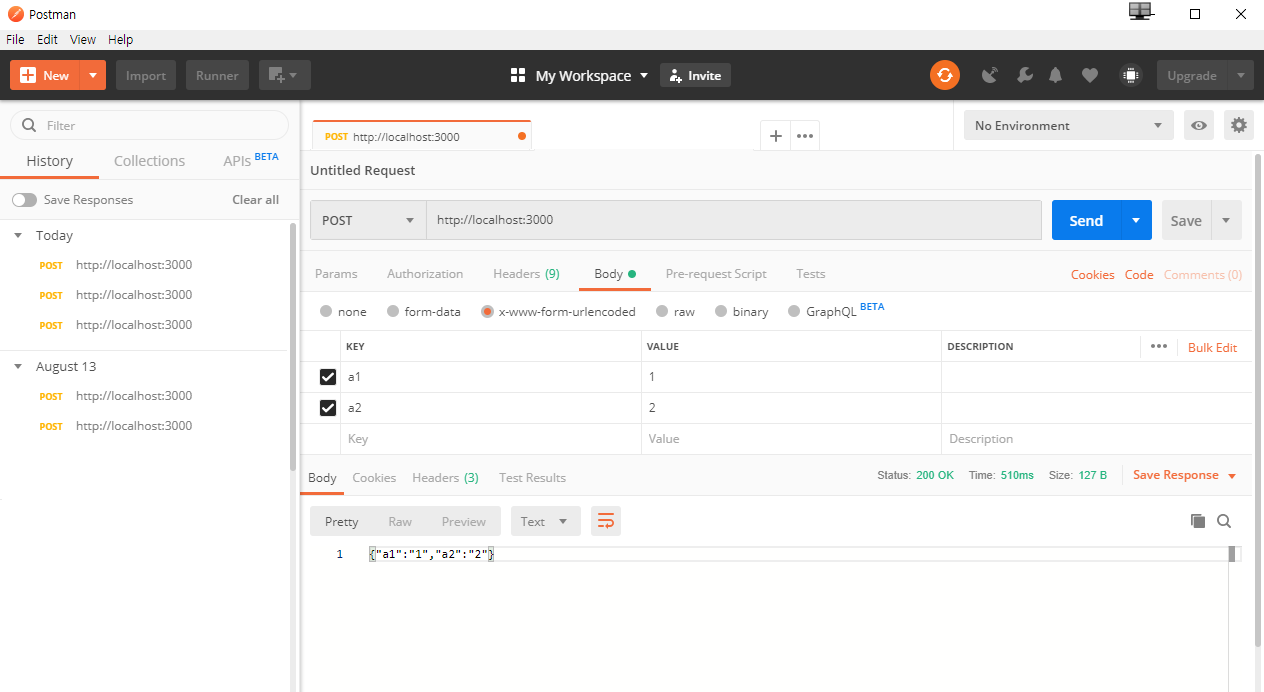 Postman
File Edit View Help
New Import Runner My Workspace Invite Upgrade
Filter
History Collections APIs BETA
Save Responses Clear all
Today
POST http://localhost:3000
POST http://localhost:3000
POST http://localhost:3000
August 13
POST http://localhost:3000
POST http://localhost:3000
POST http://localhost:3000
No Environment
Untitled Request
POST http://localhost:3000 Send Save
Params Authorization Headers (9) Body Pre-request Script Tests Cookies Code Comments (0)
none form-data x-www-form-urlencoded raw binary GraphQL BETA
KEY VALUE DESCRIPTION Bulk Edit
a1 1
a2 2
Key Value Description
Body Cookies Headers (3) Test Results Status: 200 OK Time: 510ms Size: 127 B Save Response
Pretty Raw Preview Text
1 {"a1":"1","a2":"2"}